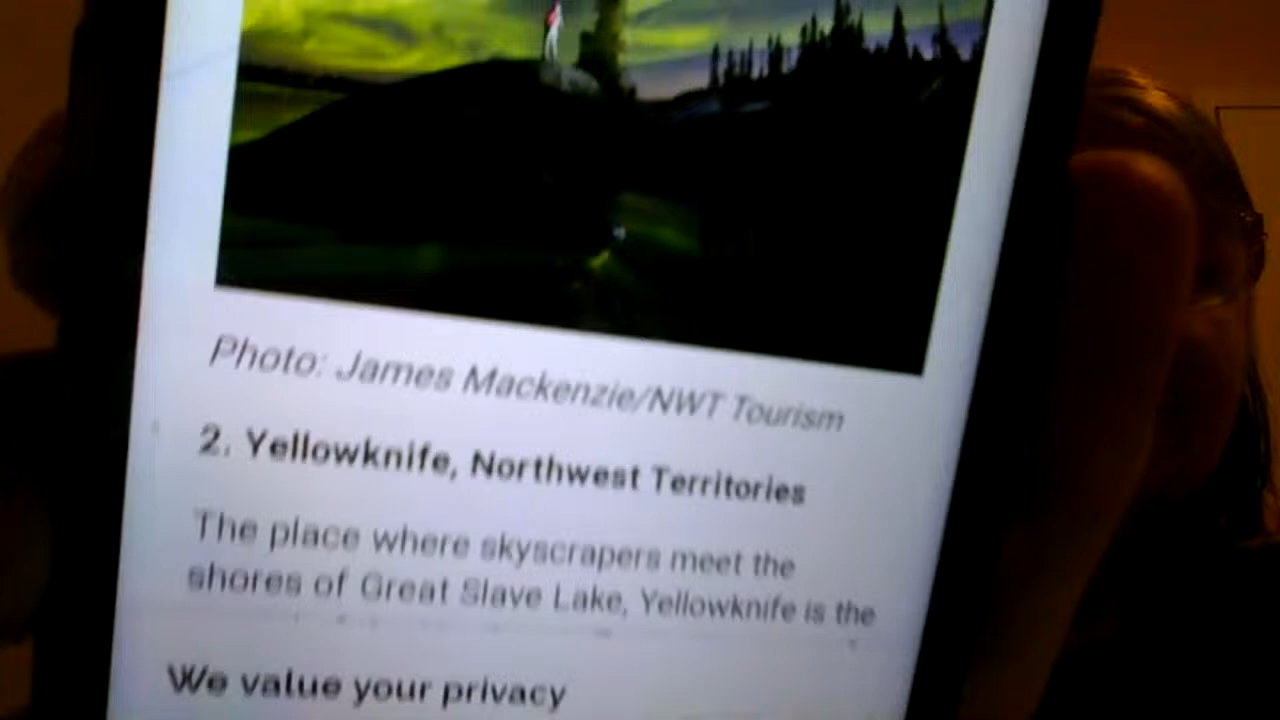 Photo: James Mackenzie/NWT Tourism
2. Yellowknife, Northwest Territories
The place where skyscrapers meet the
shores of Great Slave Lake, Yellowknife is the
We value your privacy